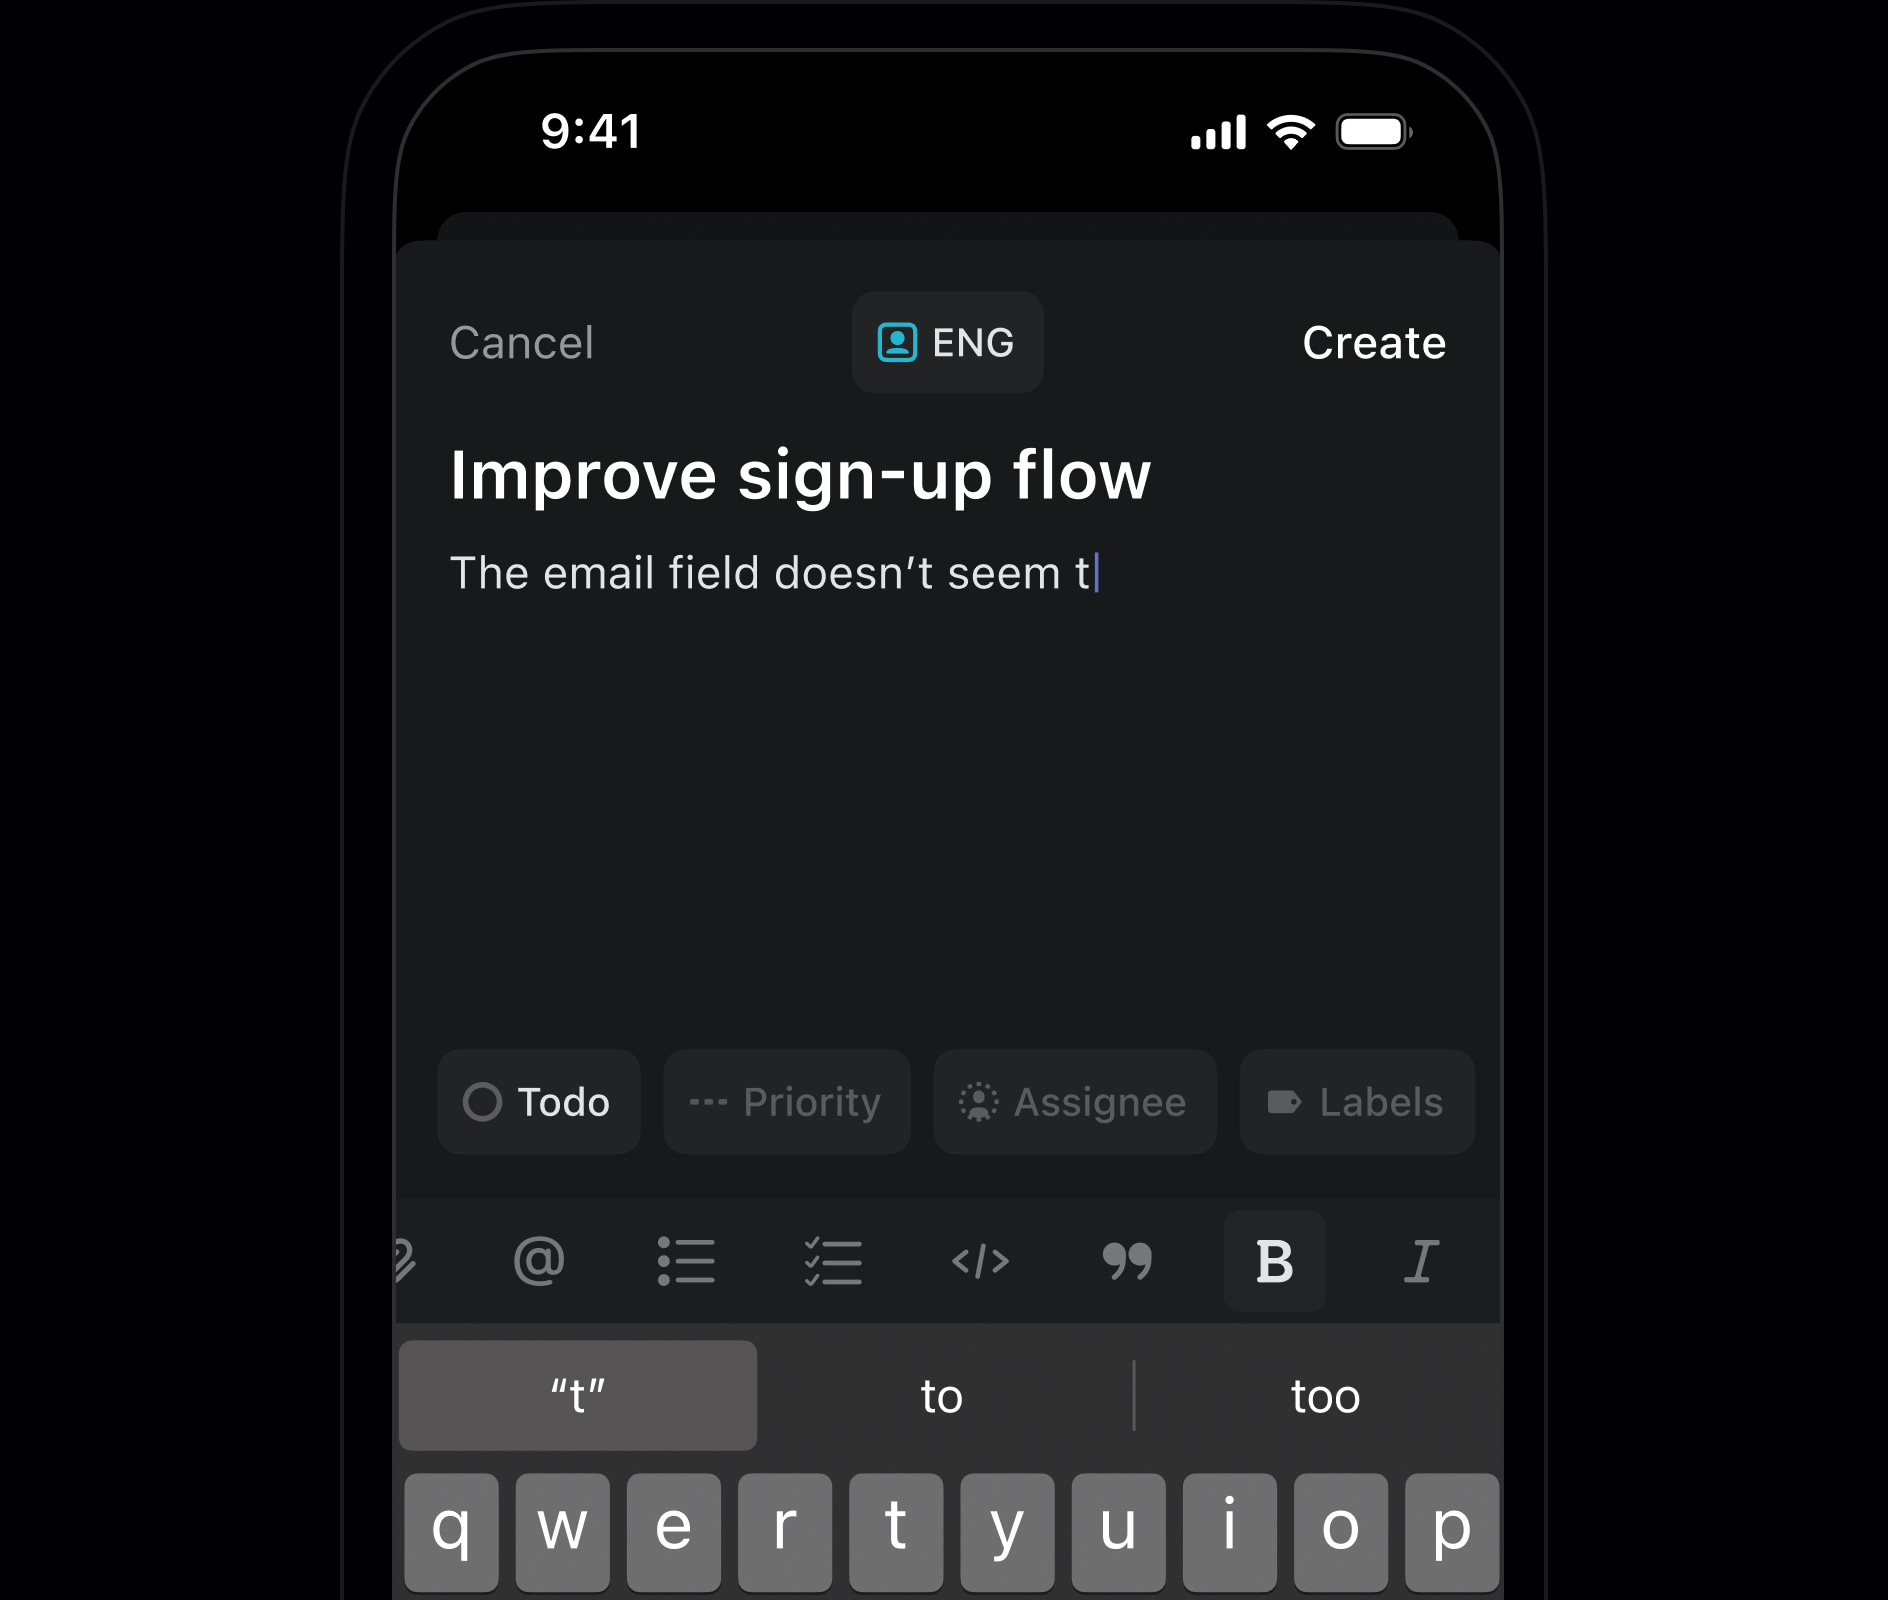 9:41
Cancel ENG Create
Improve sign-up flow
The email field doesn’t seem t
Todo Priority Assignee Labels
@ </> ” B I
“t” to too
q w e r t y u i o p